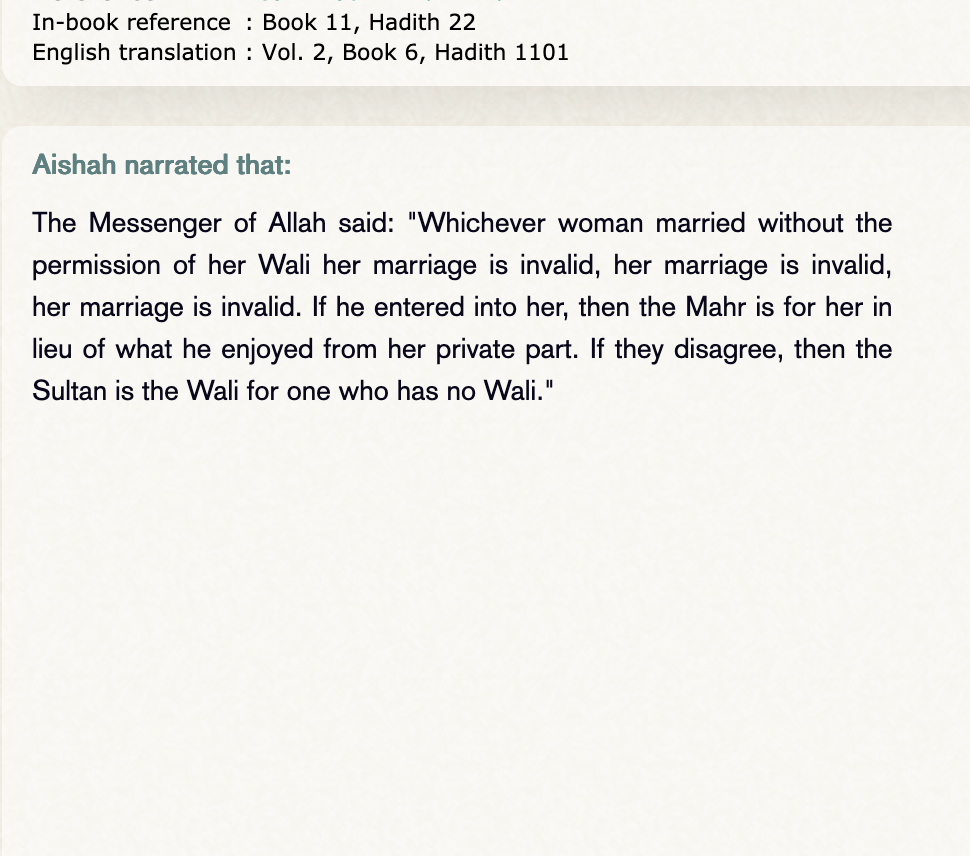 In-book reference : Book 11, Hadith 22
English translation : Vol. 2, Book 6, Hadith 1101
Aishah narrated that:
The Messenger of Allah said: "Whichever woman married without the
permission of her Wali her marriage is invalid, her marriage is invalid,
her marriage is invalid. If he entered into her, then the Mahr is for her in
lieu of what he enjoyed from her private part. If they disagree, then the
Sultan is the Wali for one who has no Wali."